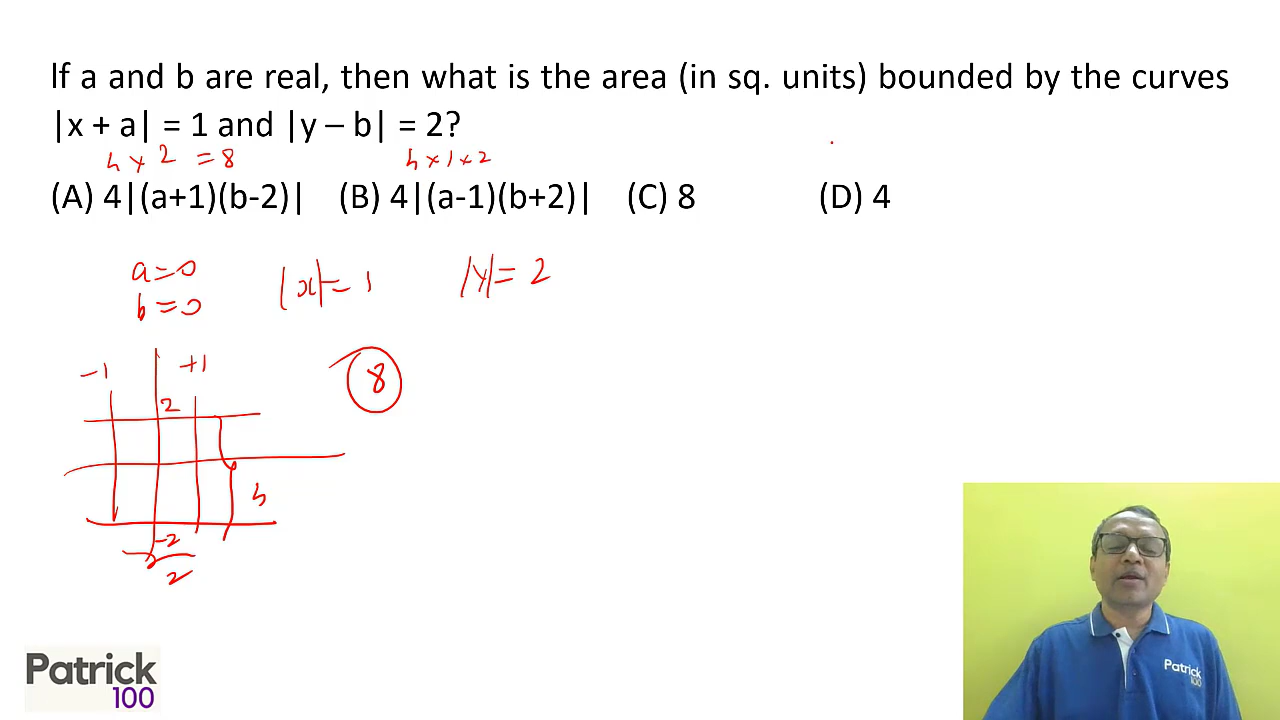 If a and b are real, then what is the area (in sq. units) bounded by the curves
|x + a| = 1 and |y – b| = 2?
4 x 2 = 8 4 x 1 x 2
(A) 4|(a+1)(b-2)| (B) 4|(a-1)(b+2)| (C) 8 (D) 4
a=0 |x|= 1 |y|= 2
b=0
-1 +1
8
2
4
-2
2
Patrick
100
Patrick
100